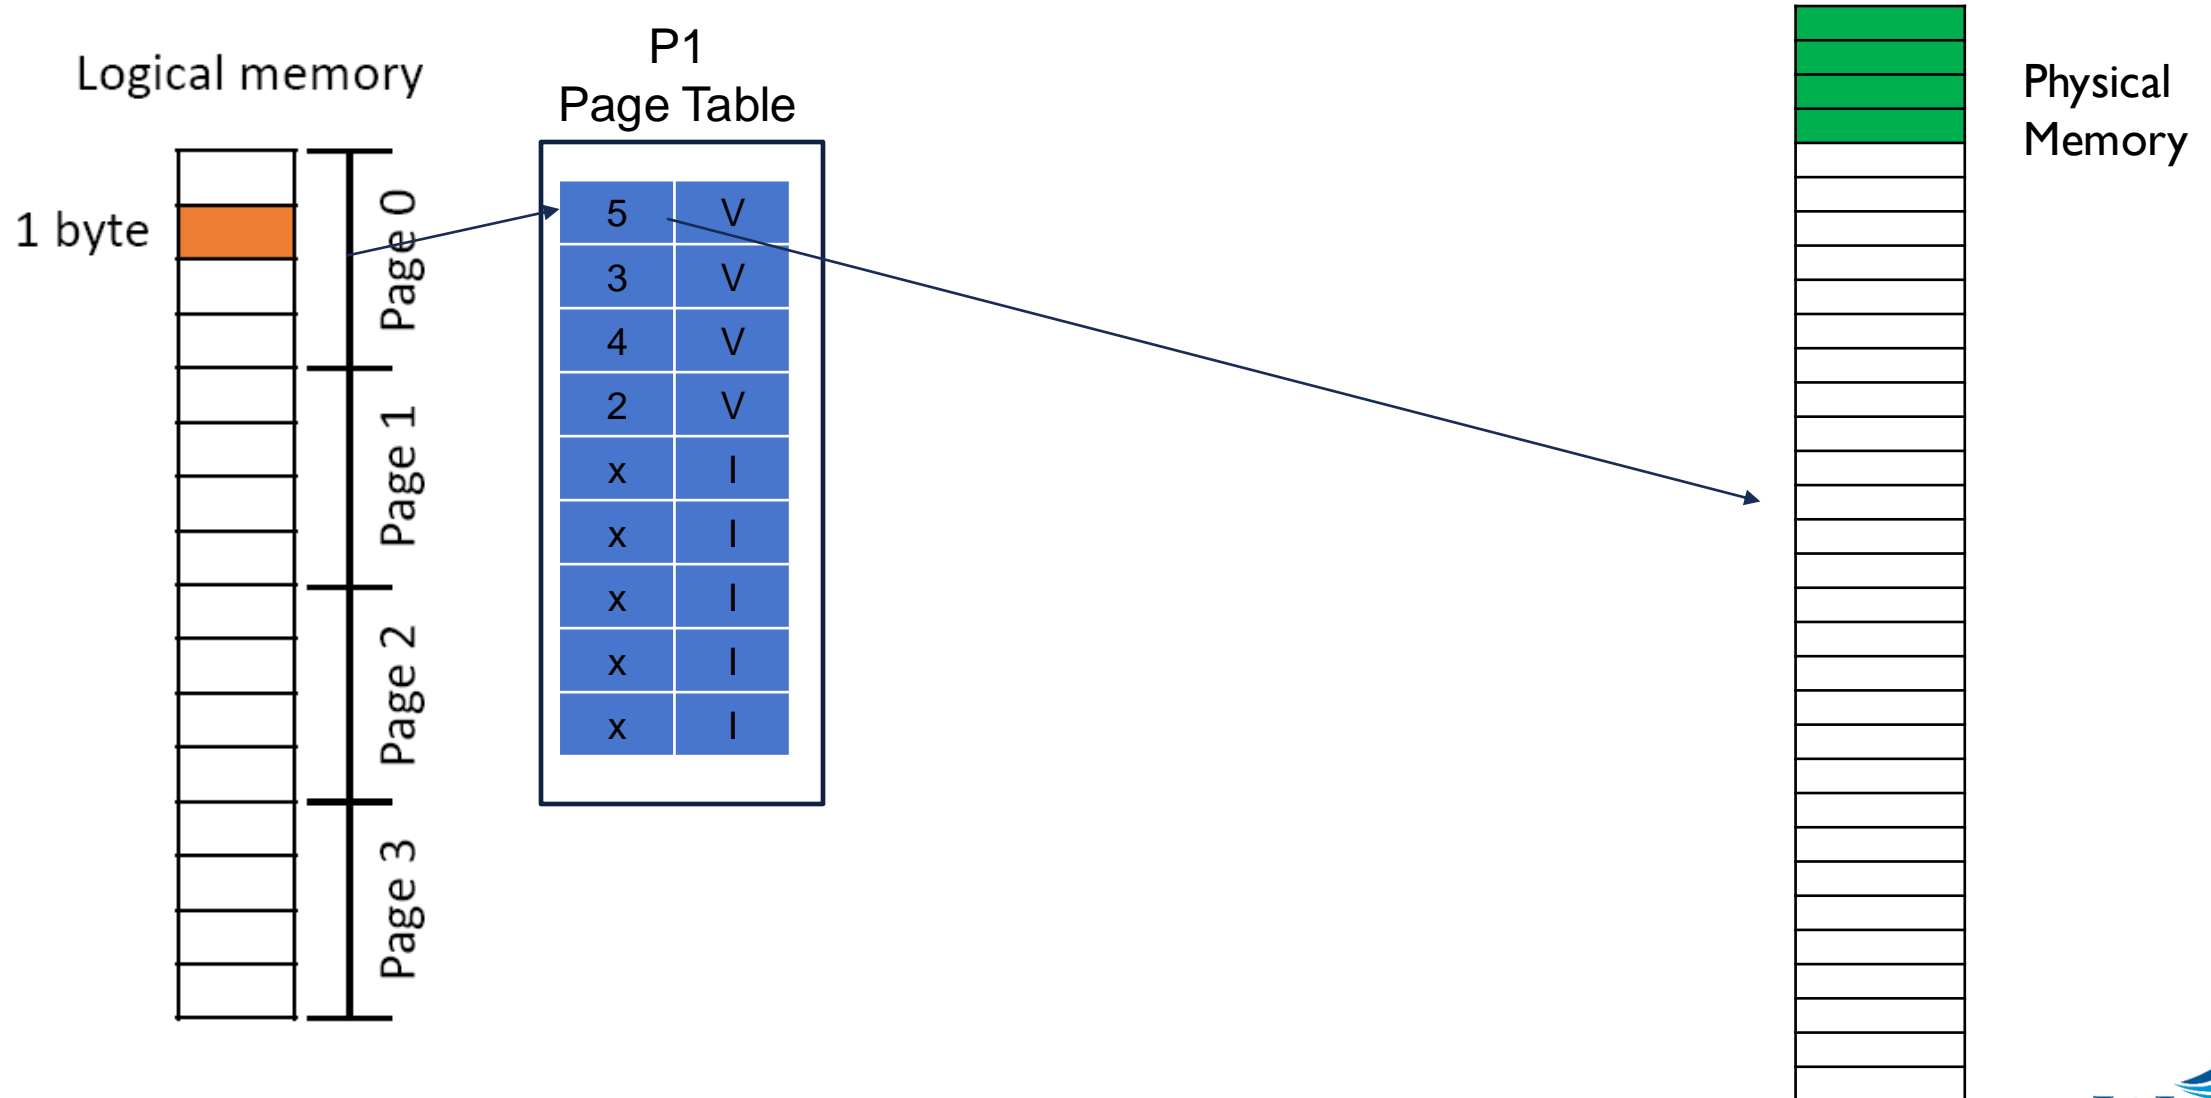 Logical memory
1 byte
Page 0
Page 1
Page 2
Page 3
P1
Page Table
5 V
3 V
4 V
2 V
x I
x I
x I
x I
x I
Physical
Memory